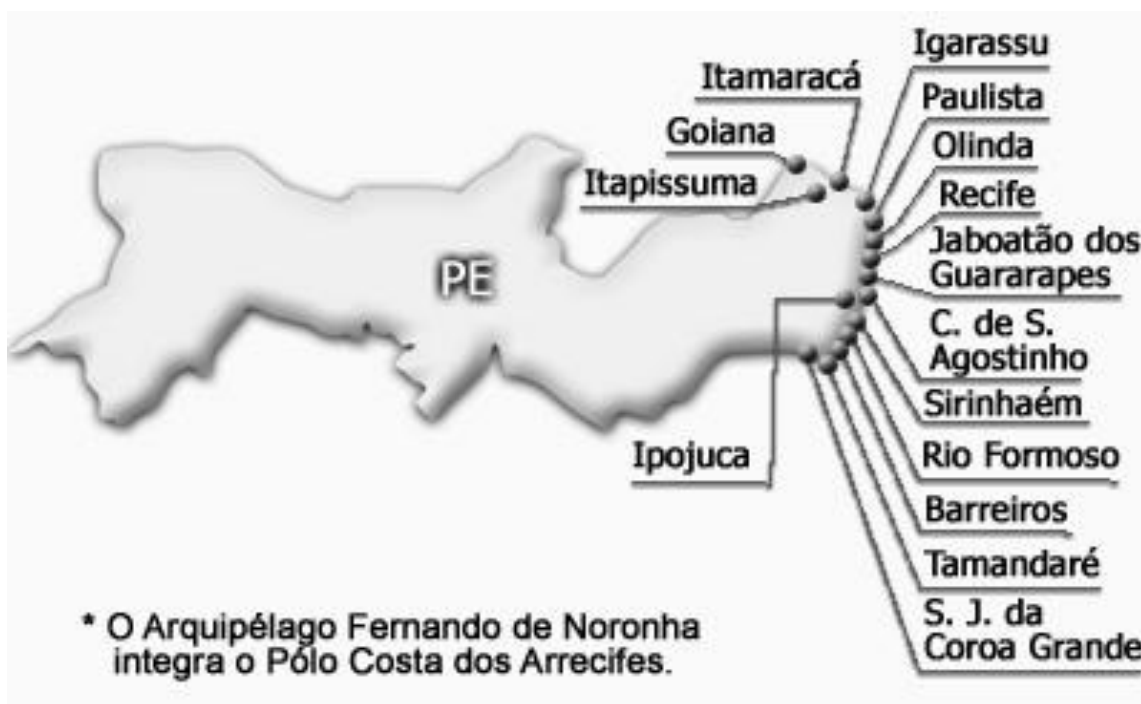 Igarassu
Itamaracá
Paulista
Goiana
Olinda
Itapissuma
Recife
Jaboatão dos
Guararapes
PE
C. de S.
Agostinho
Sirinhaém
Ipojuca
Rio Formoso
Barreiros
Tamandaré
S. J. da
Coroa Grande
* O Arquipélago Fernando de Noronha
integra o Pólo Costa dos Arrecifes.